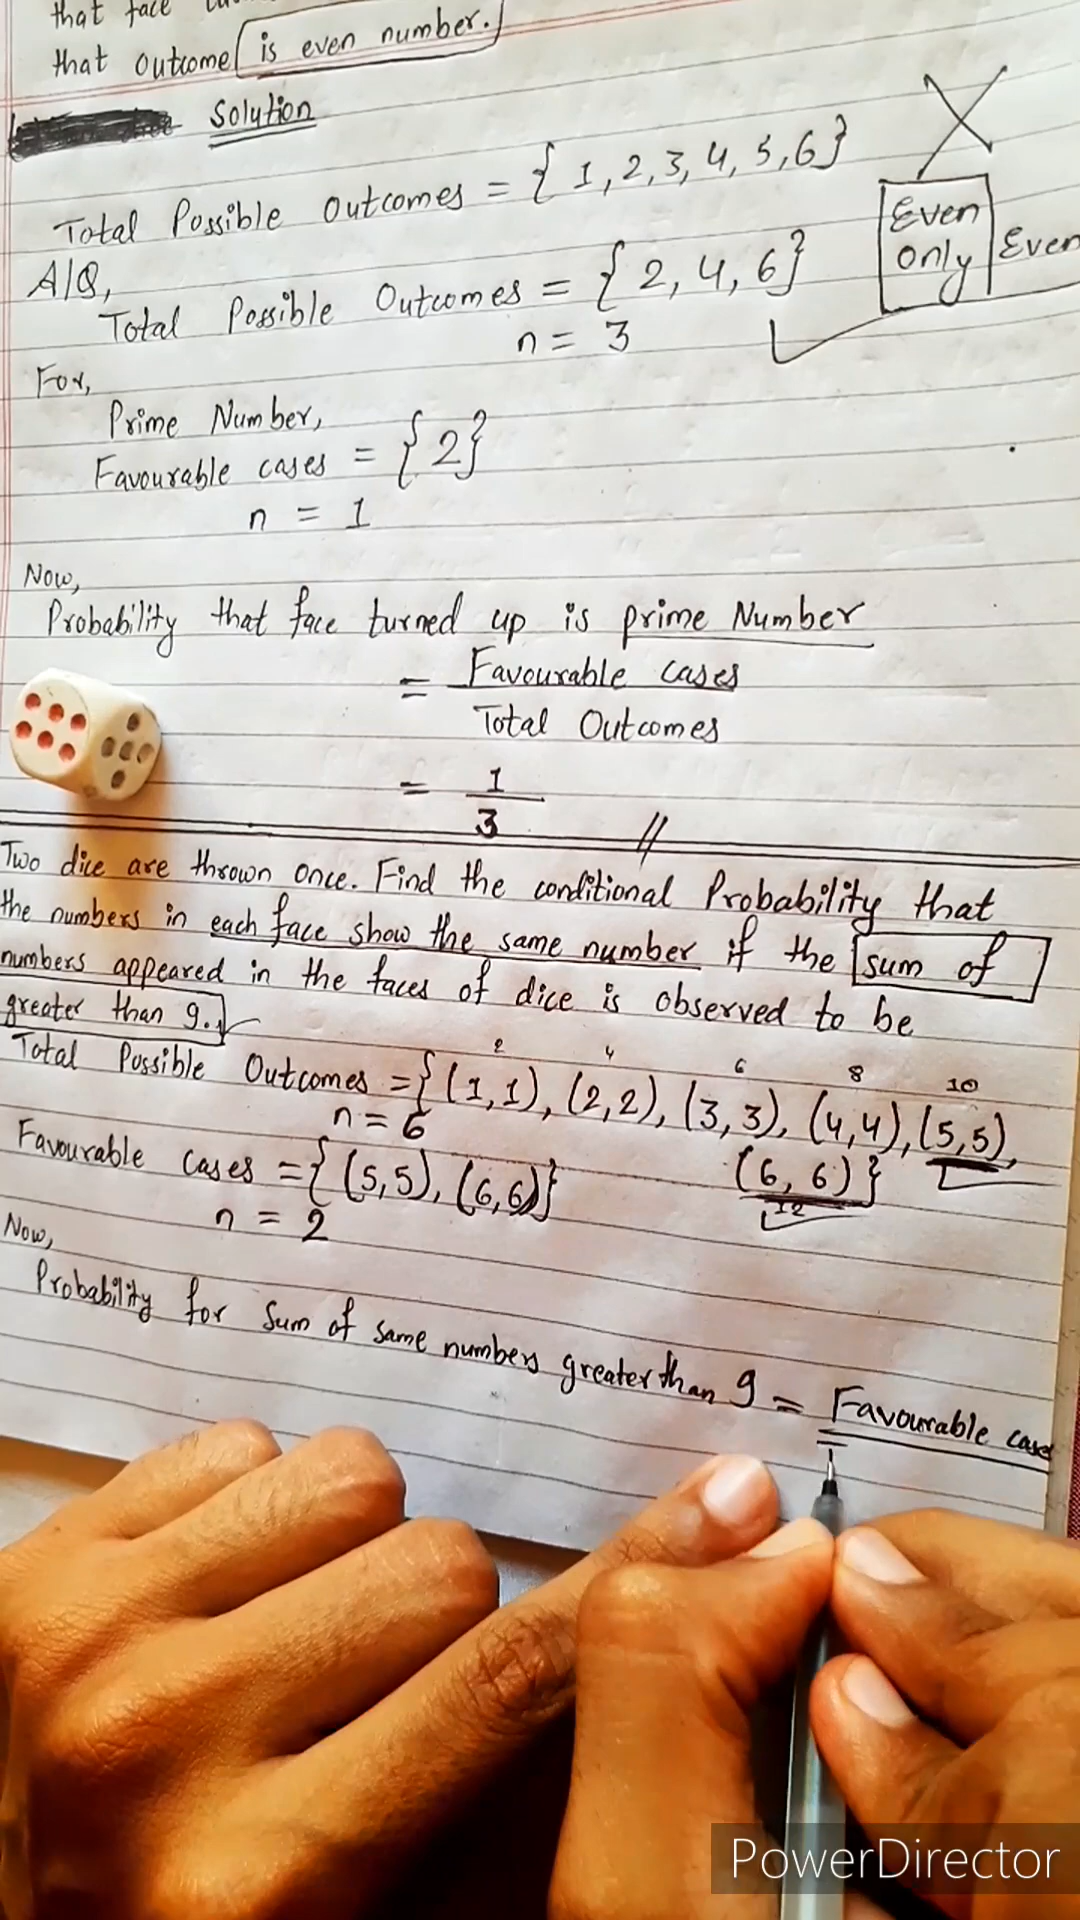 that face
that outcome is even number.
Solution
Total Possible Outcomes = { 1, 2, 3, 4, 5, 6 }
Even
Only
Even
A/Q,
Total Possible Outcomes = { 2, 4, 6 }
n = 3
For,
Prime Number,
Favourable cases = { 2 }
n = 1
Now,
Probability that face turned up is prime Number
= Favourable cases
Total Outcomes
= 1
3 //
Two dice are thrown once. Find the conditional Probability that
the numbers in each face show the same number if the sum of
numbers appeared in the faces of dice is observed to be
greater than 9.
2 4 6 8 10
Total Possible Outcomes = { (1,1), (2,2), (3,3), (4,4), (5,5),
n = 6
(6, 6) }
12
Favourable cases = { (5,5), (6,6) }
n = 2
Now,
Probability for sum of same numbers greater than 9 = Favourable cases
PowerDirector